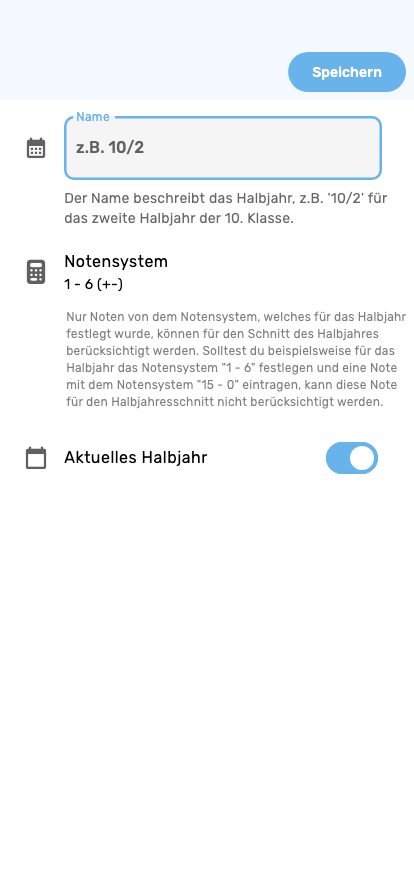 Speichern
Name
z.B. 10/2
Der Name beschreibt das Halbjahr, z.B. '10/2' für
das zweite Halbjahr der 10. Klasse.
Notensystem
1 - 6 (+-)
Nur Noten von dem Notensystem, welches für das Halbjahr
festlegt wurde, können für den Schnitt des Halbjahres
berücksichtigt werden. Solltest du beispielsweise für das
Halbjahr das Notensystem "1 - 6" festlegen und eine Note
mit dem Notensystem "15 - 0" eintragen, kann diese Note
für den Halbjahresschnitt nicht berücksichtigt werden.
Aktuelles Halbjahr